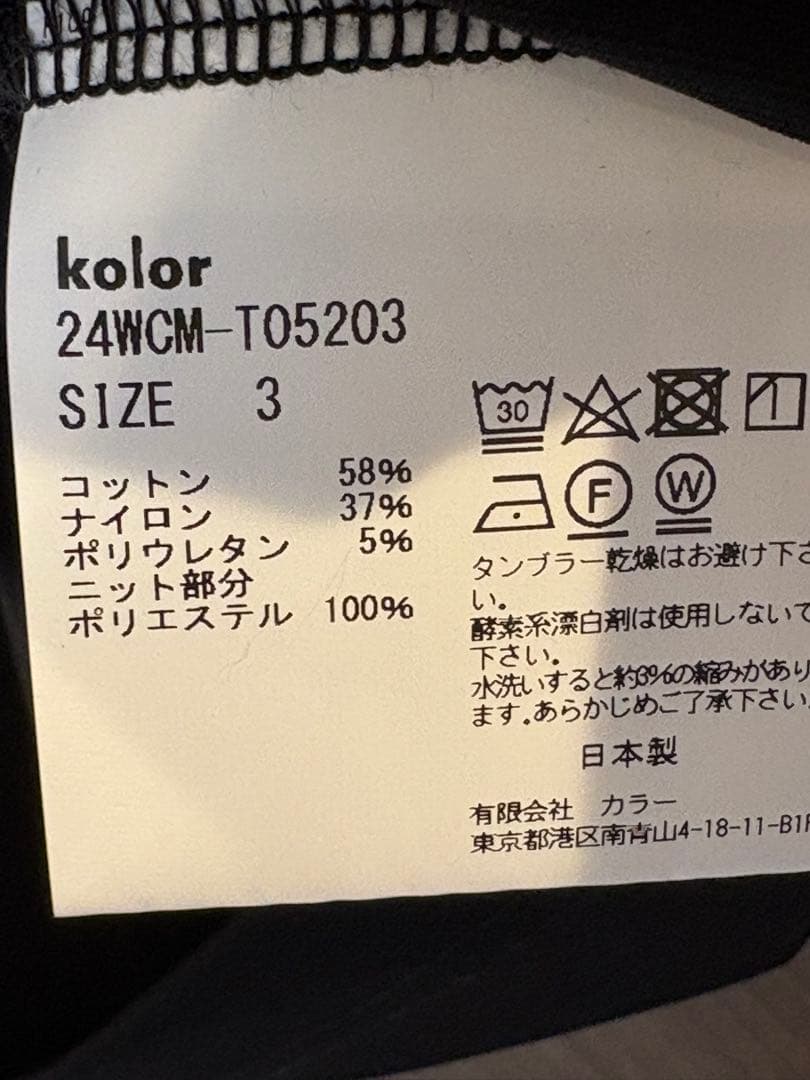 kolor
24WCM-T05203
SIZE 3
コットン 58%
ナイロン 37%
ポリウレタン 5%
ニット部分
ポリエステル 100%
30
F
W
タンブラー乾燥はお避け下さ
い。
酵素系漂白剤は使用しないで
下さい。
水洗いすると約3%の縮みがあり
ます。あらかじめご了承下さい。
日本製
有限会社 カラー
東京都港区南青山4-18-11-B1F